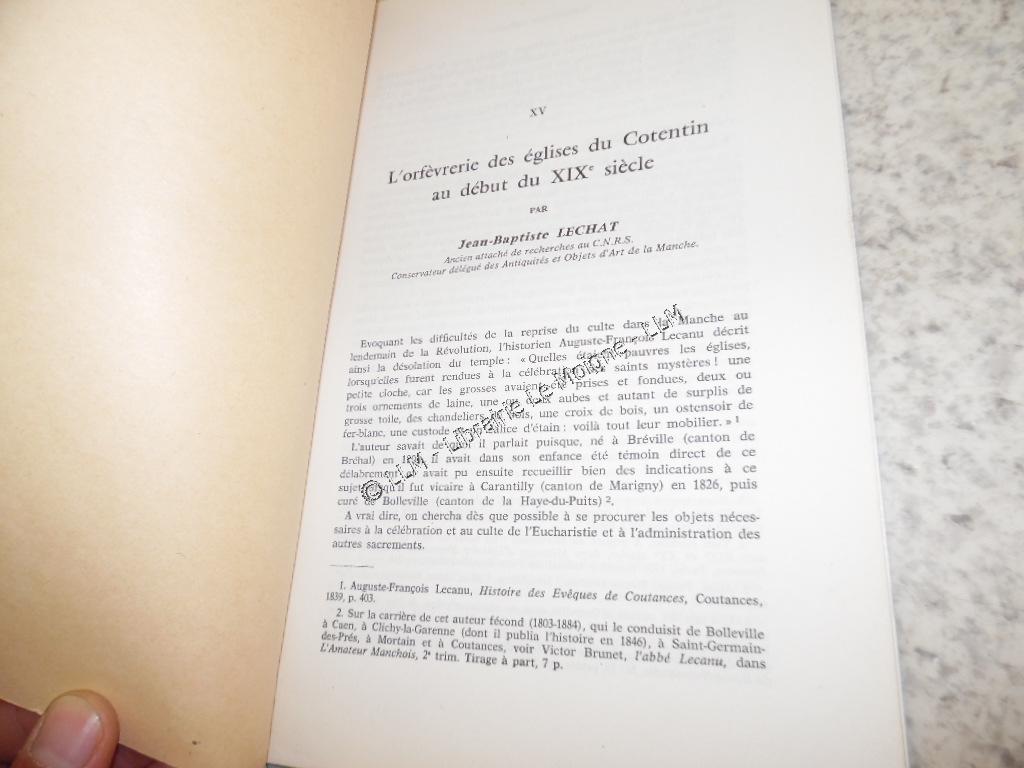 XV
L'orfèvrerie des églises du Cotentin
au début du XIXe siècle
PAR
Jean-Baptiste LECHAT
Ancien attaché de recherches au C.N.R.S.
Conservateur délégué des Antiquités et Objets d'Art de la Manche.
Evoquant les difficultés de la reprise du culte dans la Manche au
lendemain de la Révolution, l'historien Auguste-François Lecanu décrit
ainsi la désolation du temple : « Quelles étaient pauvres les églises,
lorsqu'elles furent rendues à la célébration saints mystères ! une
petite cloche, car les grosses avaient été prises et fondues, deux ou
trois ornements de laine, une ou deux aubes et autant de surplis de
grosse toile, des chandeliers de bois, une croix de bois, un ostensoir de
fer-blanc, une custode calice d'étain : voilà tout leur mobilier. » 1
L'auteur savait de quoi il parlait puisque, né à Bréville (canton de
Bréhal) en il avait dans son enfance été témoin direct de ce
délabrement et avait pu ensuite recueillir bien des indications à ce
sujet lorsqu'il fut vicaire à Carantilly (canton de Marigny) en 1826, puis
curé de Bolleville (canton de la Haye-du-Puits) 2.
A vrai dire, on chercha dès que possible à se procurer les objets néces-
saires à la célébration et au culte de l'Eucharistie et à l'administration des
autres sacrements.
1. Auguste-François Lecanu, Histoire des Evêques de Coutances, Coutances,
1839, p. 403.
2. Sur la carrière de cet auteur fécond (1803-1884), qui le conduisit de Bolleville
à Caen, à Clichy-la-Garenne (dont il publia l'histoire en 1846), à Saint-Germain-
des-Prés, à Mortain et à Coutances, voir Victor Brunet, l'abbé Lecanu, dans
L'Amateur Manchois, 2e trim. Tirage à part, 7 p.
© LLM - Librairie Le Moigne - LLM